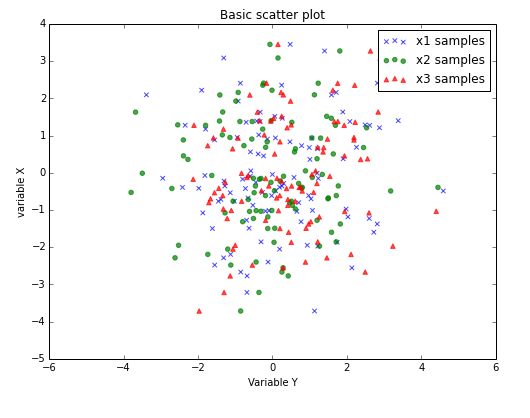 Basic scatter plot
x1 samples
x2 samples
x3 samples
variable X
4
3
2
1
0
−1
−2
−3
−4
−5
−6
−4
−2
0
2
4
6
Variable Y